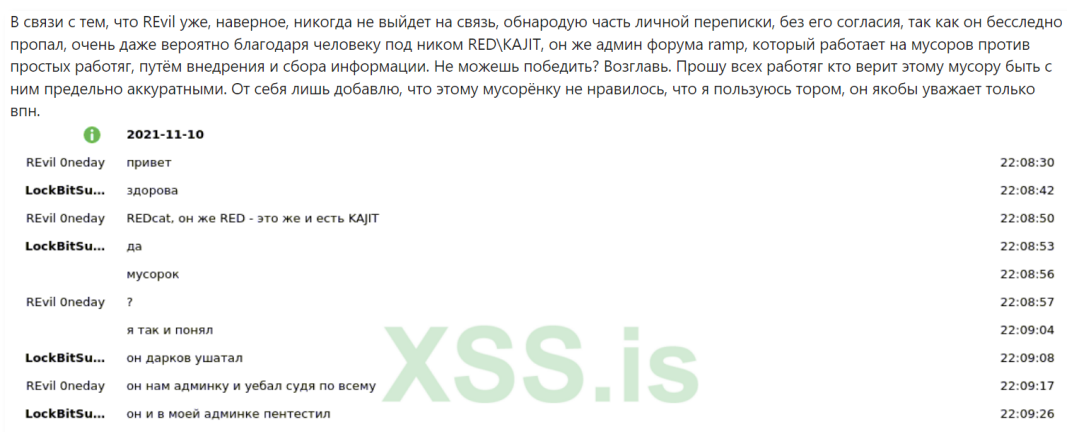 В связи с тем, что REvil уже, наверное, никогда не выйдет на связь, обнародую часть личной переписки, без его согласия, так как он бесследно
пропал, очень даже вероятно благодаря человеку под ником RED\KAJIT, он же админ форума ramp, который работает на мусоров против
простых работяг, путём внедрения и сбора информации. Не можешь победить? Возглавь. Прошу всех работяг кто верит этому мусору быть с
ним предельно аккуратными. От себя лишь добавлю, что этому мусорёнку не нравилось, что я пользуюсь тором, он якобы уважает только
впн.
i 2021-11-10
REvil 0neday привет 22:08:30
LockBitSu... здорова 22:08:42
REvil 0neday REDcat, он же RED - это же и есть KAJIT 22:08:50
LockBitSu... да 22:08:53
мусорок 22:08:56
REvil 0neday ? 22:08:57
я так и понял 22:09:04
LockBitSu... он дарков ушатал 22:09:08
REvil 0neday он нам админку и уебал судя по всему 22:09:17
LockBitSu... он и в моей админке пентестил 22:09:26
XSS.is